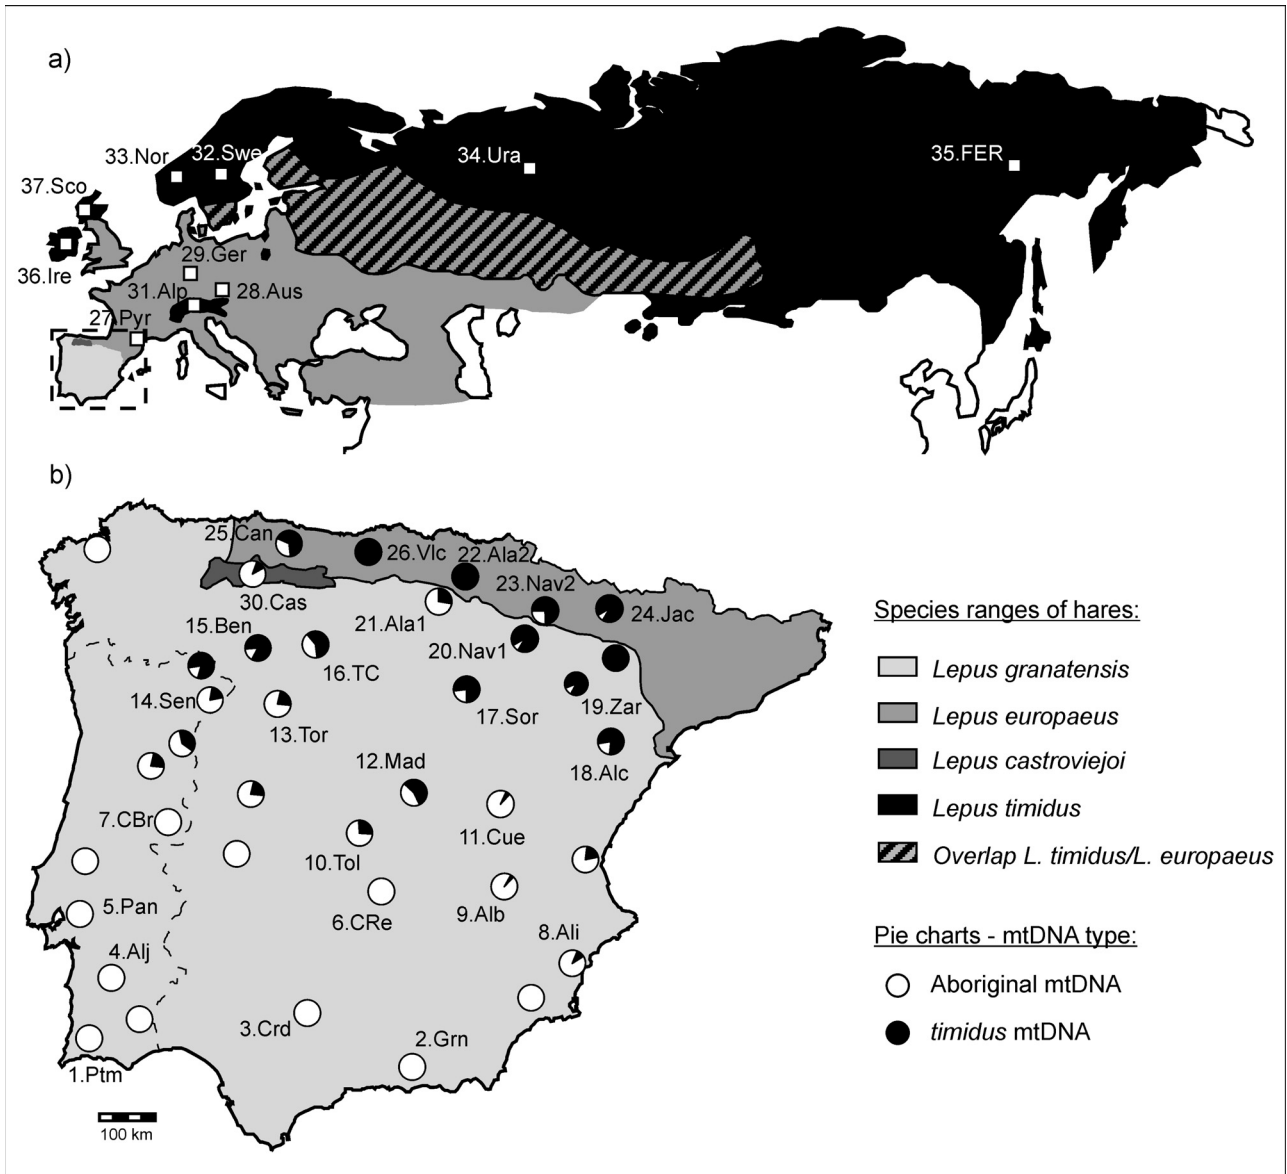 a)
33.Nor
32.Swe
34.Ura
35.FER
37.Sco
29.Ger
36.Ire
31.Alp
28.Aus
27.Pyr
b)
25.Can
26.Vlc
22.Ala2
23.Nav2
30.Cas
24.Jac
15.Ben
21.Ala1
20.Nav1
16.TC
14.Sen
19.Zar
13.Tor
17.Sor
12.Mad
18.Alc
7.CBr
11.Cue
10.Tol
5.Pan
6.CRe
9.Alb
8.Ali
4.Alj
3.Crd
2.Grn
1.Ptm
100 km
Species ranges of hares:
Lepus granatensis
Lepus europaeus
Lepus castroviejoi
Lepus timidus
Overlap L. timidus/L. europaeus
Pie charts - mtDNA type:
Aboriginal mtDNA
timidus mtDNA